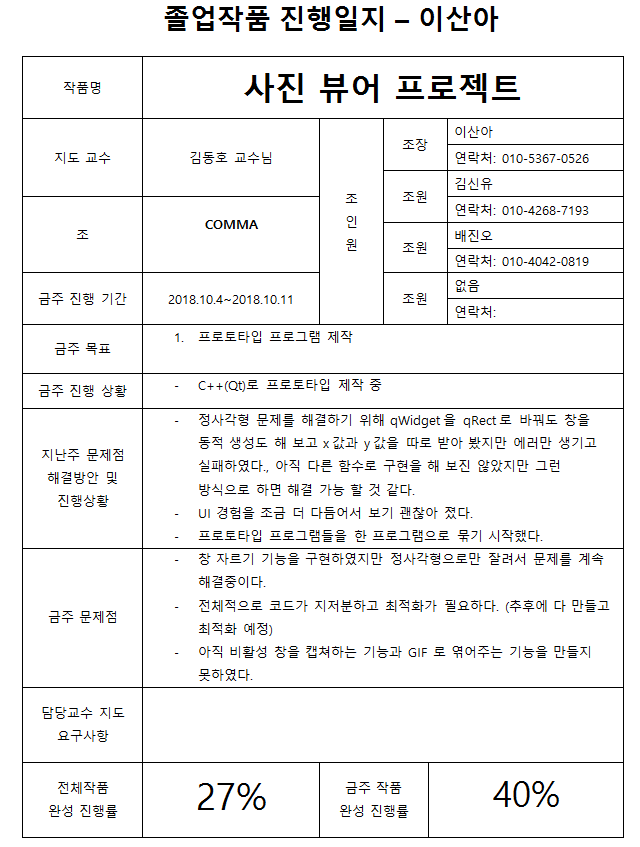 졸업작품 진행일지 – 이산아
작품명
사진 뷰어 프로젝트
지도 교수
김동호 교수님
조
인
원
조장
이산아
연락처: 010-5367-0526
조원
김신유
연락처: 010-4268-7193
조
COMMA
조원
배진오
연락처: 010-4042-0819
금주 진행 기간
2018.10.4~2018.10.11
조원
없음
연락처:
금주 목표
1. 프로토타입 프로그램 제작
금주 진행 상황
- C++(Qt)로 프로토타입 제작 중
지난주 문제점
해결방안 및
진행상황
- 정사각형 문제를 해결하기 위해 qWidget 을 qRect 로 바꿔도 창을
동적 생성도 해 보고 x 값과 y 값을 따로 받아 봤지만 에러만 생기고
실패하였다., 아직 다른 함수로 구현을 해 보진 않았지만 그런
방식으로 하면 해결 가능 할 것 같다.
- UI 경험을 조금 더 다듬어서 보기 괜찮아 졌다.
- 프로토타입 프로그램들을 한 프로그램으로 묶기 시작했다.
금주 문제점
- 창 자르기 기능을 구현하였지만 정사각형으로만 잘려서 문제를 계속
해결중이다.
- 전체적으로 코드가 지저분하고 최적화가 필요하다. (추후에 다 만들고
최적화 예정)
- 아직 비활성 창을 캡쳐하는 기능과 GIF 로 엮어주는 기능을 만들지
못하였다.
담당교수 지도
요구사항
전체작품
완성 진행률
27%
금주 작품
완성 진행률
40%